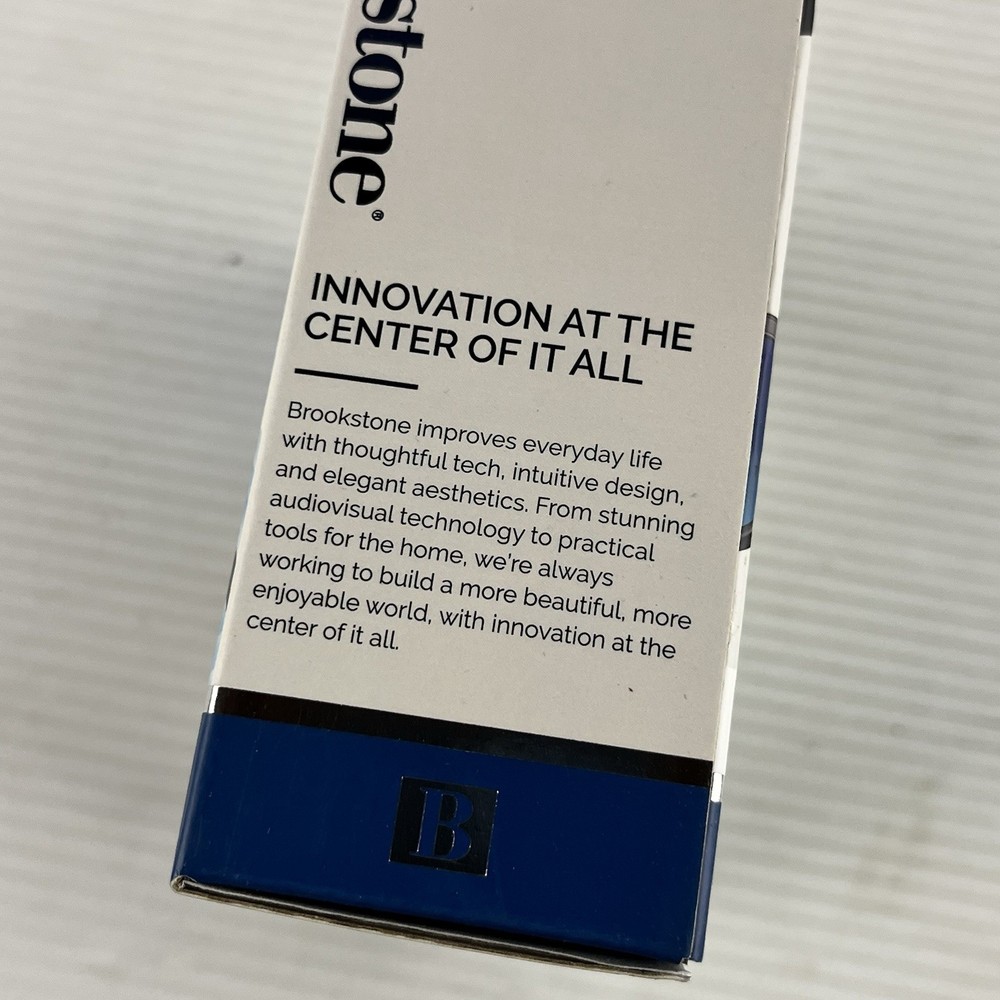 stone®
INNOVATION AT THE
CENTER OF IT ALL
Brookstone improves everyday life
with thoughtful tech, intuitive design,
and elegant aesthetics. From stunning
audiovisual technology to practical
tools for the home, we're always
working to build a more beautiful, more
enjoyable world, with innovation at the
center of it all.
B